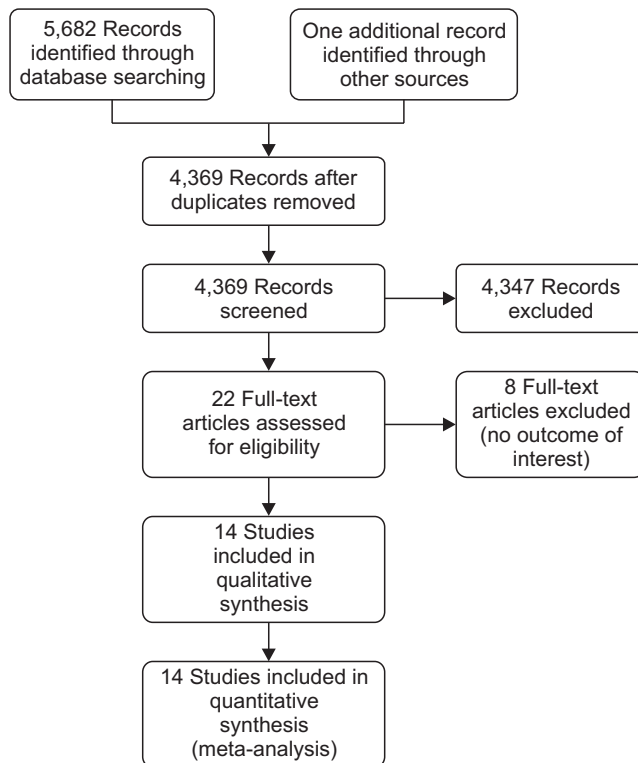 5,682 Records
identified through
database searching
One additional record
identified through
other sources
4,369 Records after
duplicates removed
4,369 Records
screened
4,347 Records
excluded
22 Full-text
articles assessed
for eligibility
8 Full-text
articles excluded
(no outcome of
interest)
14 Studies
included in
qualitative
synthesis
14 Studies included in
quantitative
synthesis
(meta-analysis)